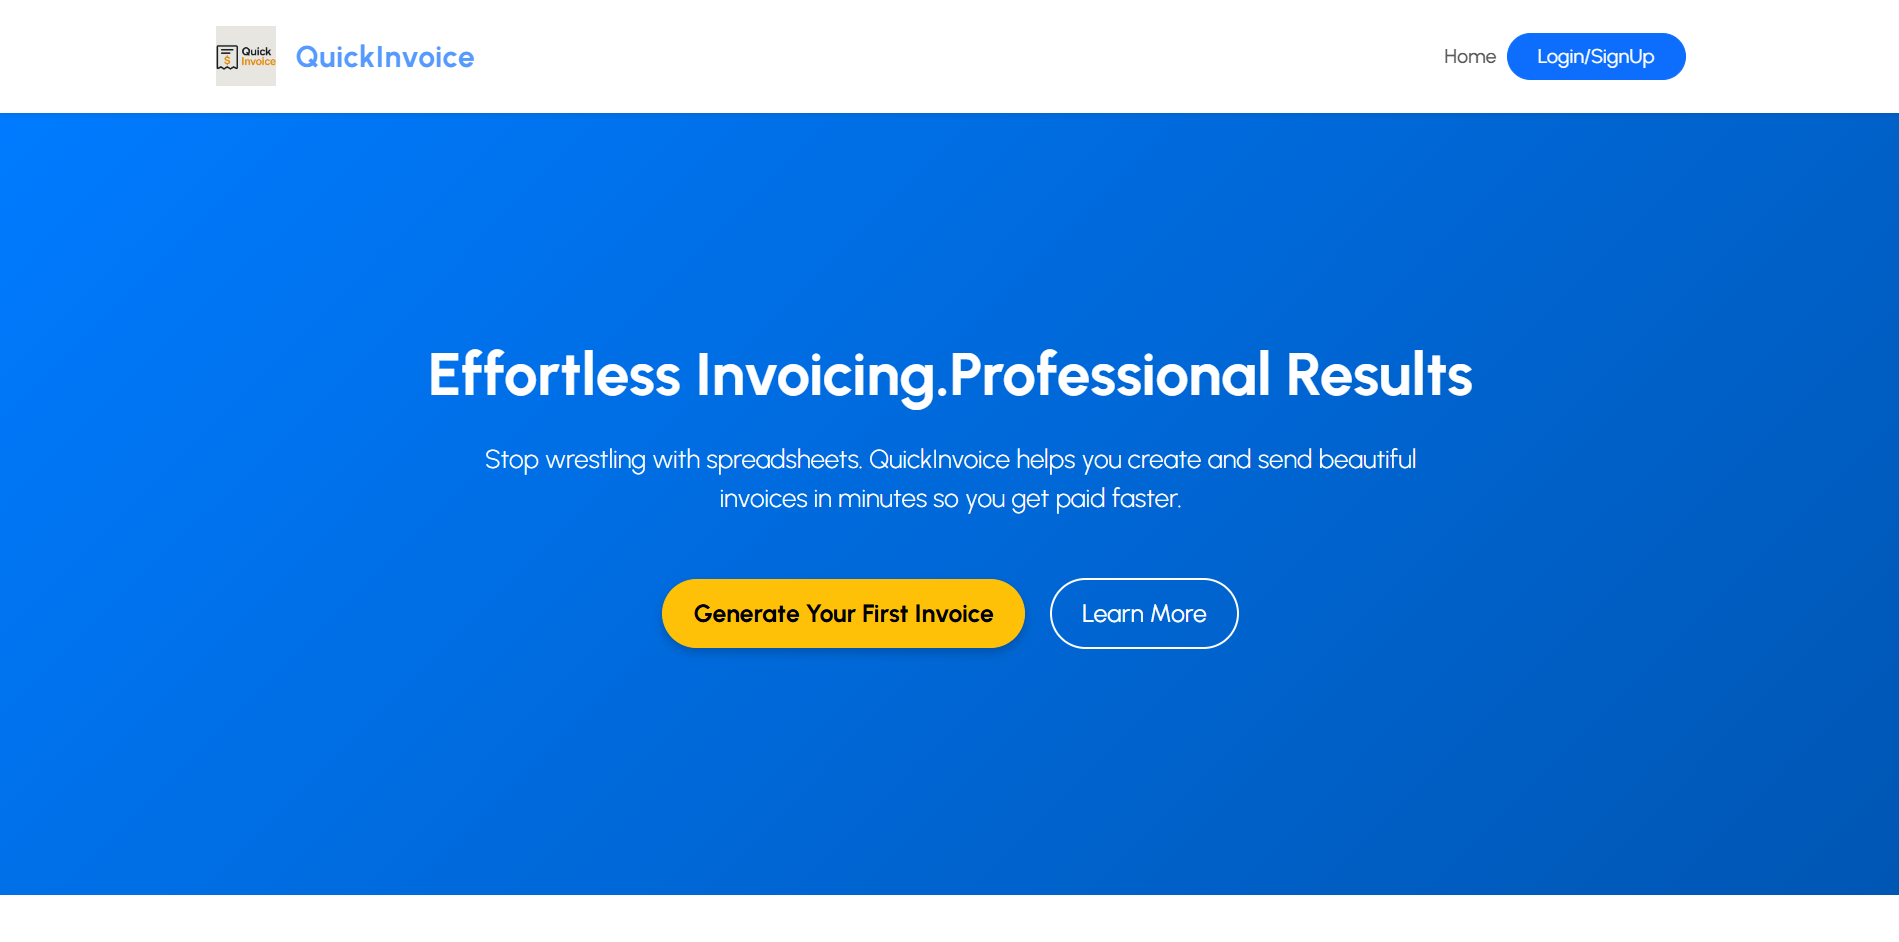 Quick
Invoice
$
QuickInvoice
Home
Login/SignUp
Effortless Invoicing.Professional Results
Stop wrestling with spreadsheets. QuickInvoice helps you create and send beautiful
invoices in minutes so you get paid faster.
Generate Your First Invoice
Learn More